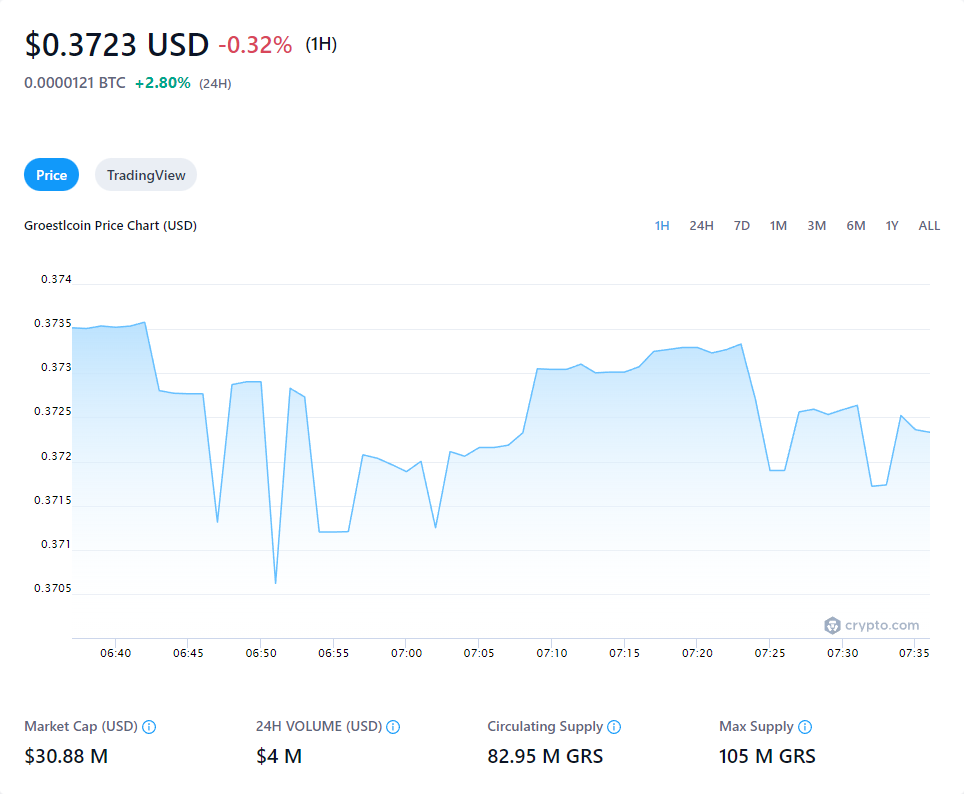 $0.3723 USD -0.32% (1H)
0.0000121 BTC +2.80% (24H)
Price TradingView
Groestlcoin Price Chart (USD) 1H 24H 7D 1M 3M 6M 1Y ALL
0.374
0.3735
0.373
0.3725
0.372
0.3715
0.371
0.3705
crypto.com
06:40 06:45 06:50 06:55 07:00 07:05 07:10 07:15 07:20 07:25 07:30 07:35
Market Cap (USD) 24H VOLUME (USD) Circulating Supply Max Supply
$30.88 M $4 M 82.95 M GRS 105 M GRS